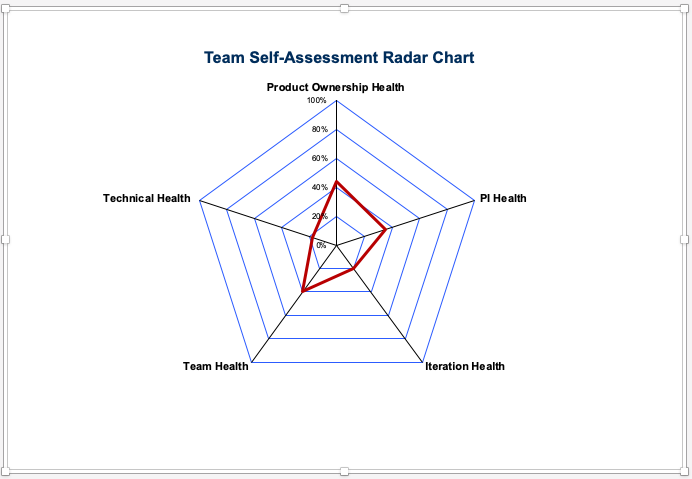 Team Self-Assessment Radar Chart
Product Ownership Health
100%
80%
60%
40%
20%
0%
Technical Health
PI Health
Team Health
Iteration Health